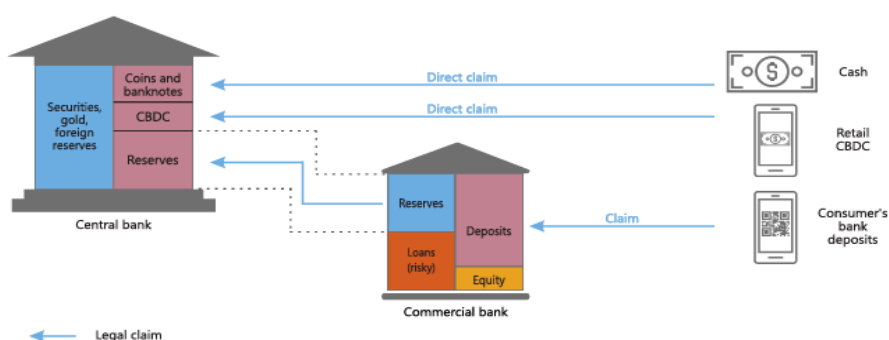 Securities,
gold,
foreign
reserves
Coins and
banknotes
CBDC
Reserves
Central bank
Direct claim
Cash
Direct claim
Retail
CBDC
Reserves
Loans
(risky)
Deposits
Equity
Commercial bank
Claim
Consumer's
bank
deposits
Legal claim